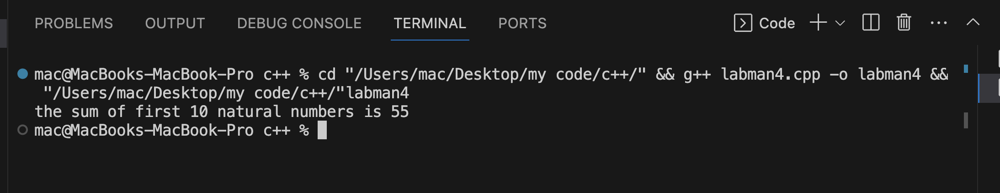 PROBLEMS OUTPUT DEBUG CONSOLE TERMINAL PORTS Code
mac@MacBooks-MacBook-Pro c++ % cd "/Users/mac/Desktop/my code/c++/" && g++ labman4.cpp -o labman4 &&
"/Users/mac/Desktop/my code/c++/"labman4
the sum of first 10 natural numbers is 55
mac@MacBooks-MacBook-Pro c++ %